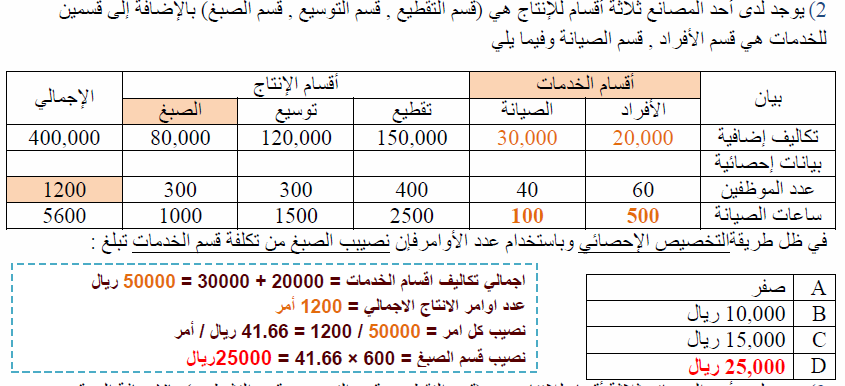 2) يوجد لدى أحد المصانع ثلاثة أقسام للإنتاج هي (قسم التقطيع , قسم التوسيع , قسم الصبغ) بالإضافة إلى قسمين
للخدمات هي قسم الأفراد , قسم الصيانة وفيما يلي
بيان أقسام الخدمات أقسام الإنتاج الإجمالي
الأفراد الصيانة تقطيع توسيع الصبغ
تكاليف إضافية 20,000 30,000 150,000 120,000 80,000 400,000
بيانات إحصائية
عدد الموظفين 60 40 400 300 300 1200
ساعات الصيانة 500 100 2500 1500 1000 5600
في ظل طريقة التخصيص الإحصائي وباستخدام عدد الأوامر فإن نصيبب الصبغ من تكلفة قسم الخدمات تبلغ :
A صفر
B 10,000 ريال
C 15,000 ريال
D 25,000 ريال
اجمالي تكاليف اقسام الخدمات = 20000 + 30000 = 50000 ريال
عدد اوامر الانتاج الاجمالي = 1200 أمر
نصيب كل امر = 50000 / 1200 = 41.66 ريال / أمر
نصيب قسم الصبغ = 600 × 41.66 = 25000ريال